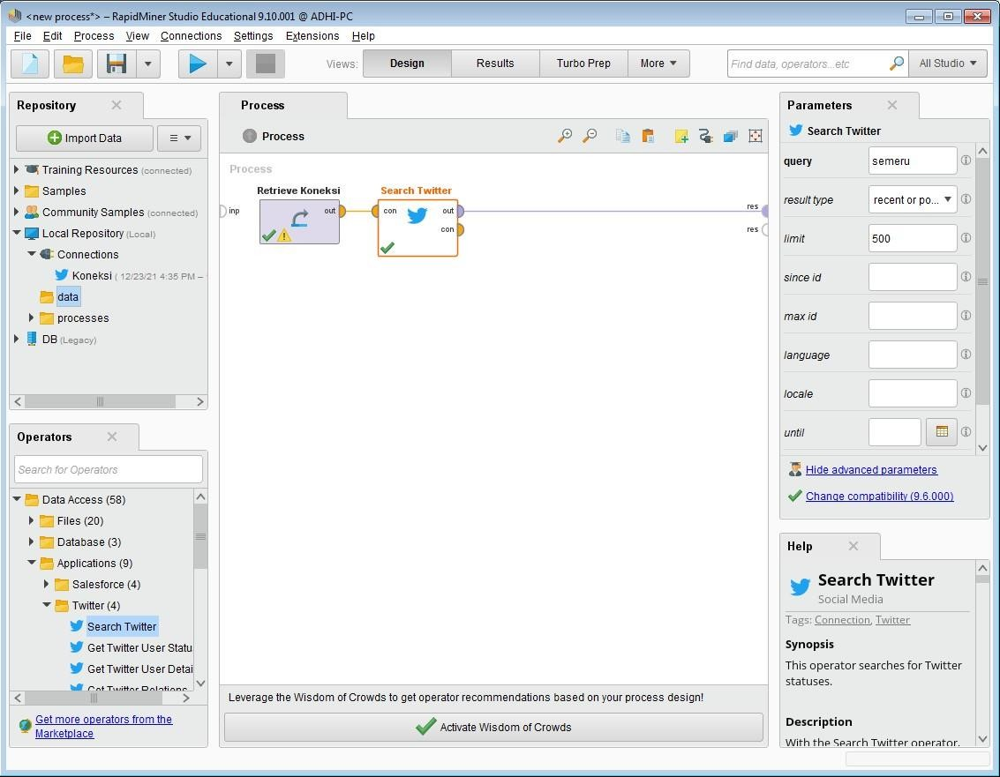 <new process*> – RapidMiner Studio Educational 9.10.001 @ ADHI-PC
File Edit Process View Connections Settings Extensions Help
Views: Design Results Turbo Prep More
Find data, operators...etc
All Studio
Repository
Import Data
Training Resources (connected)
Samples
Community Samples (connected)
Local Repository (Local)
Connections
Koneksi ( 12/23/21 4:35 PM –
data
processes
DB (Legacy)
Operators
Search for Operators
Data Access (58)
Files (20)
Database (3)
Applications (9)
Salesforce (4)
Twitter (4)
Search Twitter
Get Twitter User Statu
Get Twitter User Detai
Get Twitter Relations
Get more operators from the
Marketplace
Process
Process
Process
Retrieve Koneksi
Search Twitter
inp
out
con
out
con
res
res
Leverage the Wisdom of Crowds to get operator recommendations based on your process design!
Activate Wisdom of Crowds
Parameters
Search Twitter
query semeru
result type recent or po...
limit 500
since id
max id
language
locale
until
Hide advanced parameters
Change compatibility (9.6.000)
Help
Search Twitter
Social Media
Tags: Connection, Twitter
Synopsis
This operator searches for Twitter
statuses.
Description
With the Search Twitter operator,